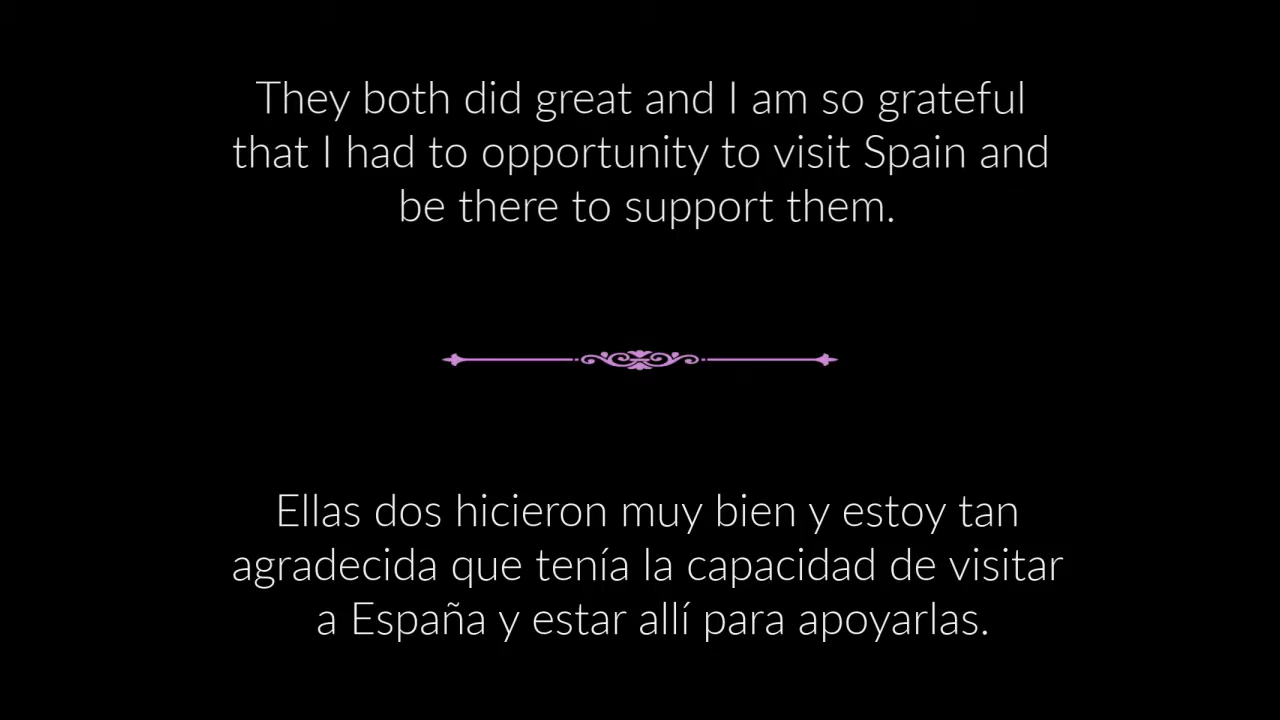 They both did great and I am so grateful
that I had to opportunity to visit Spain and
be there to support them.
Ellas dos hicieron muy bien y estoy tan
agradecida que tenía la capacidad de visitar
a España y estar allí para apoyarlas.